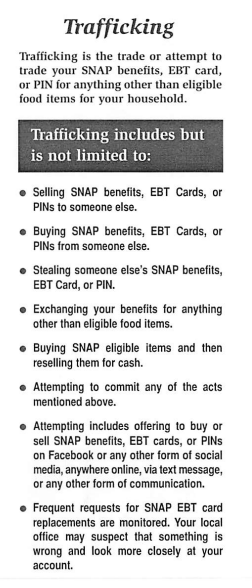 Trafficking
Trafficking is the trade or attempt to
trade your SNAP benefits, EBT card,
or PIN for anything other than eligible
food items for your household.
Trafficking includes but
is not limited to:
● Selling SNAP benefits, EBT Cards, or
PINs to someone else.
● Buying SNAP benefits, EBT Cards, or
PINs from someone else.
● Stealing someone else's SNAP benefits,
EBT Card, or PIN.
● Exchanging your benefits for anything
other than eligible food items.
● Buying SNAP eligible items and then
reselling them for cash.
● Attempting to commit any of the acts
mentioned above.
● Attempting includes offering to buy or
sell SNAP benefits, EBT cards, or PINs
on Facebook or any other form of social
media, anywhere online, via text message,
or any other form of communication.
● Frequent requests for SNAP EBT card
replacements are monitored. Your local
office may suspect that something is
wrong and look more closely at your
account.